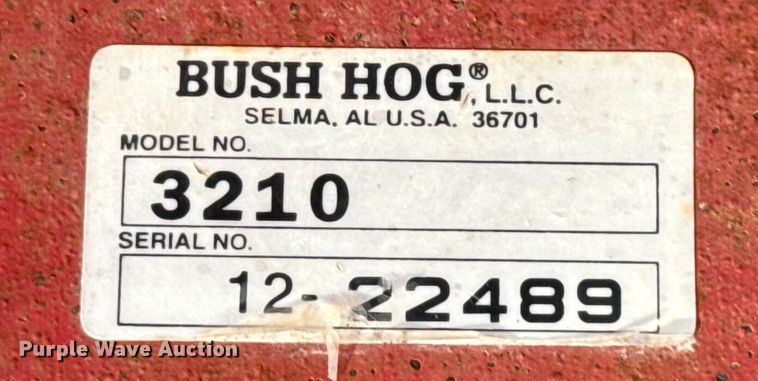 BUSH HOG®, L.L.C.
SELMA, AL U.S.A. 36701
MODEL NO.
3210
SERIAL NO.
12-22489
Purple Wave Auction